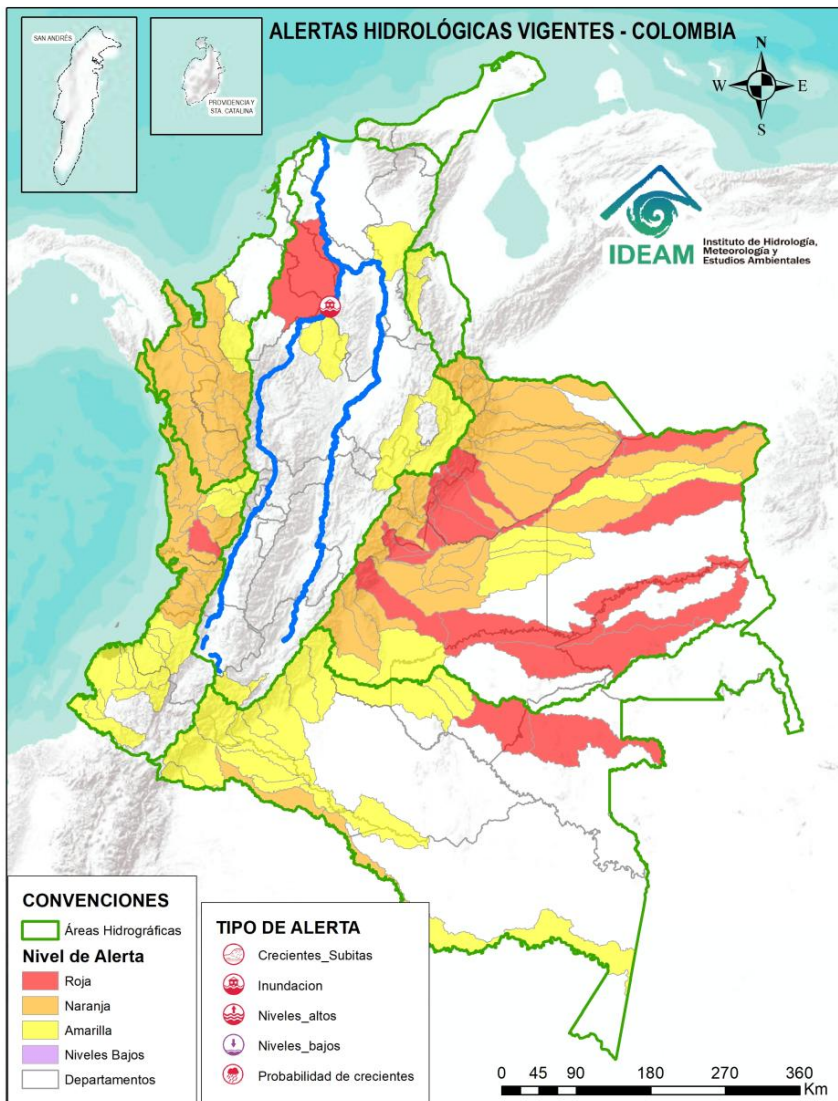 ALERTAS HIDROLÓGICAS VIGENTES - COLOMBIA
SAN ANDRÉS
PROVIDENCIA Y
STA. CATALINA
N
W
E
S
IDEAM
Instituto de Hidrología,
Meteorología y
Estudios Ambientales
CONVENCIONES
Áreas Hidrográficas
Nivel de Alerta
Roja
Naranja
Amarilla
Niveles Bajos
Departamentos
TIPO DE ALERTA
Crecientes_Subitas
Inundacion
Niveles_altos
Niveles_bajos
Probabilidad de crecientes
0 45 90 180 270 360
Km